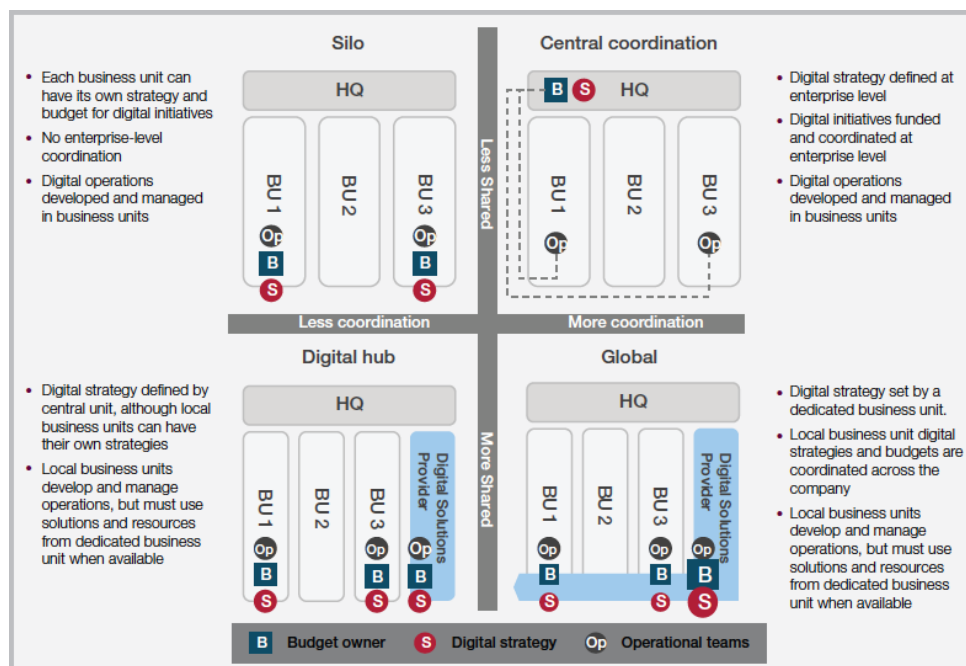 Silo
Central coordination
• Each business unit can
have its own strategy and
budget for digital initiatives
• No enterprise-level
coordination
• Digital operations
developed and managed
in business units
HQ
BU 1
BU 2
BU 3
Op
B
S
Op
B
S
B
S
HQ
BU 1
BU 2
BU 3
Op
Op
• Digital strategy defined at
enterprise level
• Digital initiatives funded
and coordinated at
enterprise level
• Digital operations
developed and managed
in business units
Less Shared
Less coordination
More coordination
More Shared
Digital hub
Global
• Digital strategy defined by
central unit, although local
business units can have
their own strategies
• Local business units
develop and manage
operations, but must use
solutions and resources
from dedicated business
unit when available
HQ
BU 1
BU 2
BU 3
Digital Solutions
Provider
Op
B
S
Op
B
S
Op
B
S
HQ
BU 1
BU 2
BU 3
Digital Solutions
Provider
Op
B
S
Op
B
S
Op
B
S
• Digital strategy set by a
dedicated business unit.
• Local business unit digital
strategies and budgets are
coordinated across the
company
• Local business units
develop and manage
operations, but must use
solutions and resources
from dedicated business
unit when available
B Budget owner
S Digital strategy
Op Operational teams